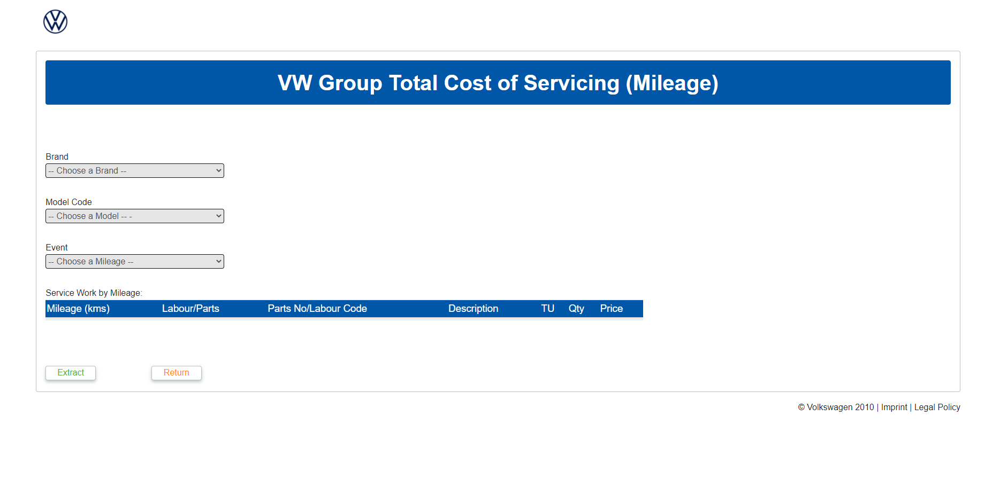 VW Group Total Cost of Servicing (Mileage)
Brand
-- Choose a Brand --
Model Code
-- Choose a Model -- -
Event
-- Choose a Mileage --
Service Work by Mileage:
Mileage (kms) Labour/Parts Parts No/Labour Code Description TU Qty Price
Extract Return
© Volkswagen 2010 | Imprint | Legal Policy